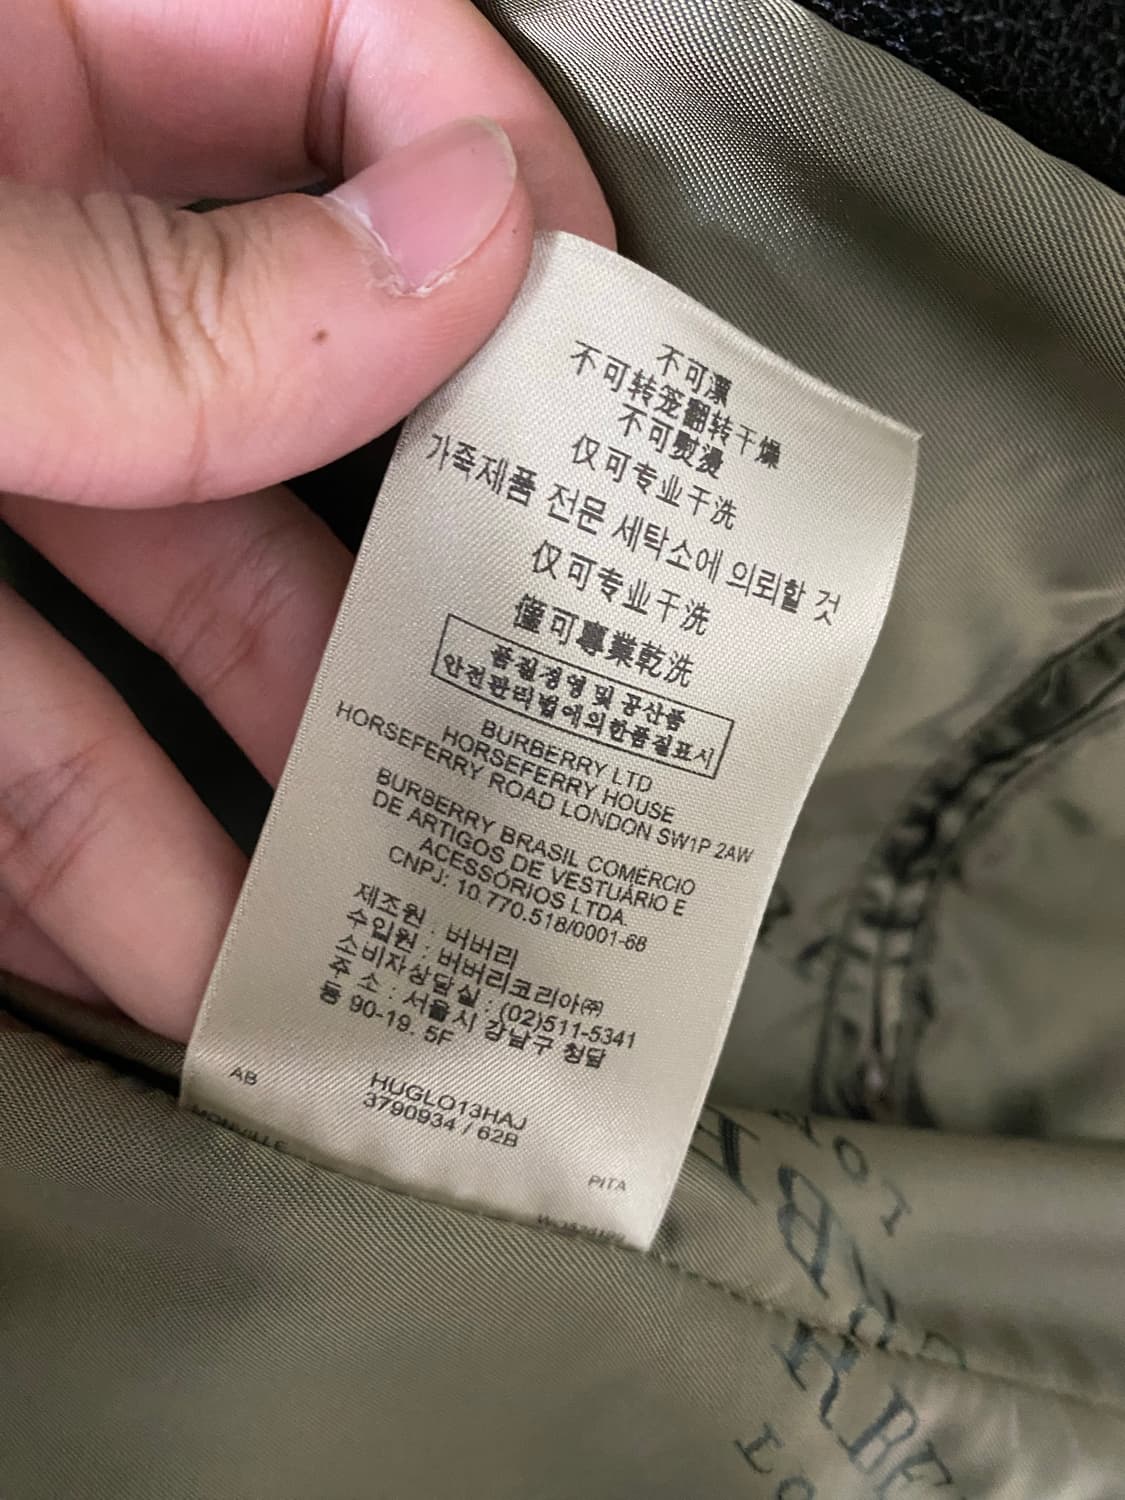 不可漂
不可转笼翻转干燥
不可熨烫
仅可专业干洗
가죽제품 전문 세탁소에 의뢰할 것
仅可专业干洗
僅可專業乾洗
품질경영 및 공산품
안전관리법에의한품질표시
BURBERRY LTD
HORSEFERRY HOUSE
HORSEFERRY ROAD LONDON SW1P 2AW
BURBERRY BRASIL COMÉRCIO
DE ARTIGOS DE VESTUÁRIO E
ACESSÓRIOS LTDA.
CNPJ: 10.770.518/0001-68
제조원 : 버버리
수입원 : 버버리코리아㈜
소비자상담실 : (02)511-5341
주 소 : 서울시 강남구 청담
동 90-19. 5F
HUGLO13HAJ
AB 3790934 / 62B
MONVILLE
PITA